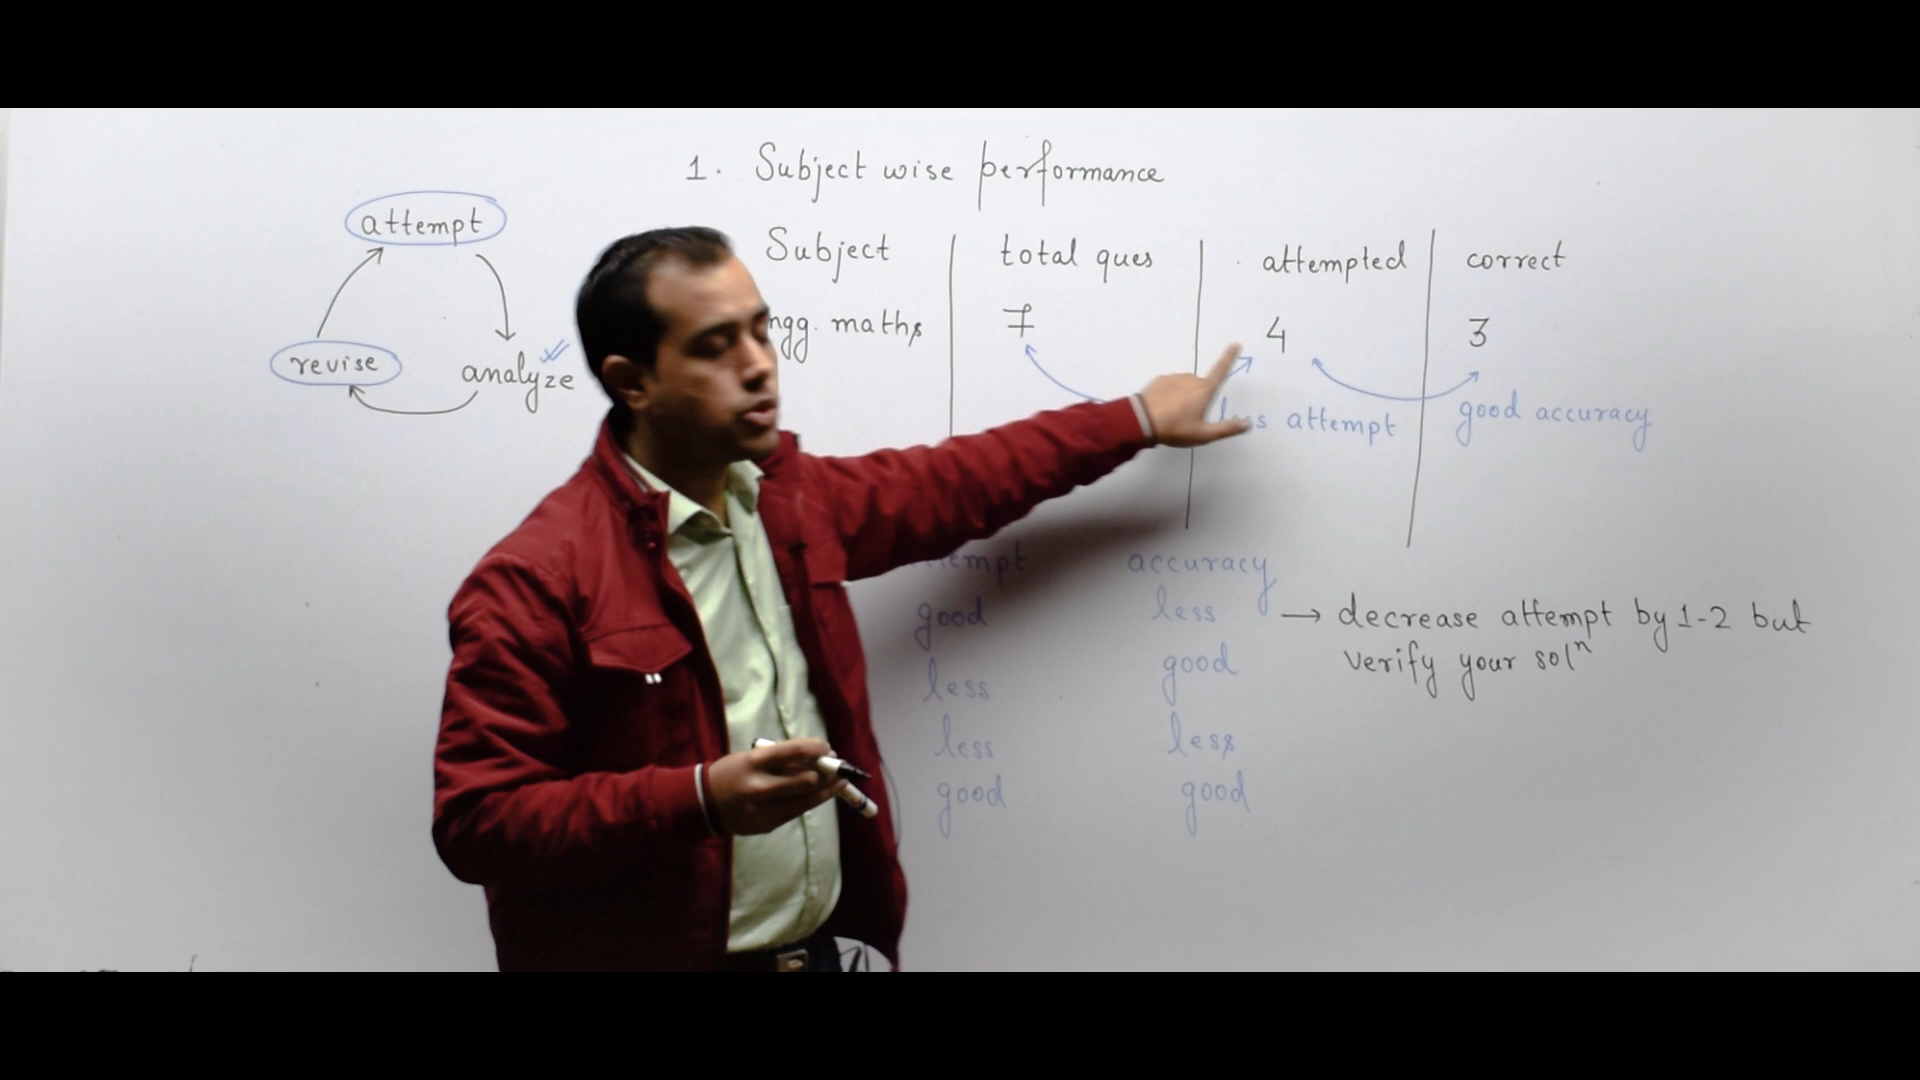 1. Subject wise performance
attempt
revise
analyze
Subject
total ques
attempted
correct
maths
7
4
3
attempt
good accuracy
accuracy
good
less
→ decrease attempt by 1-2 but
verify your solⁿ
less
good
less
less
good
good